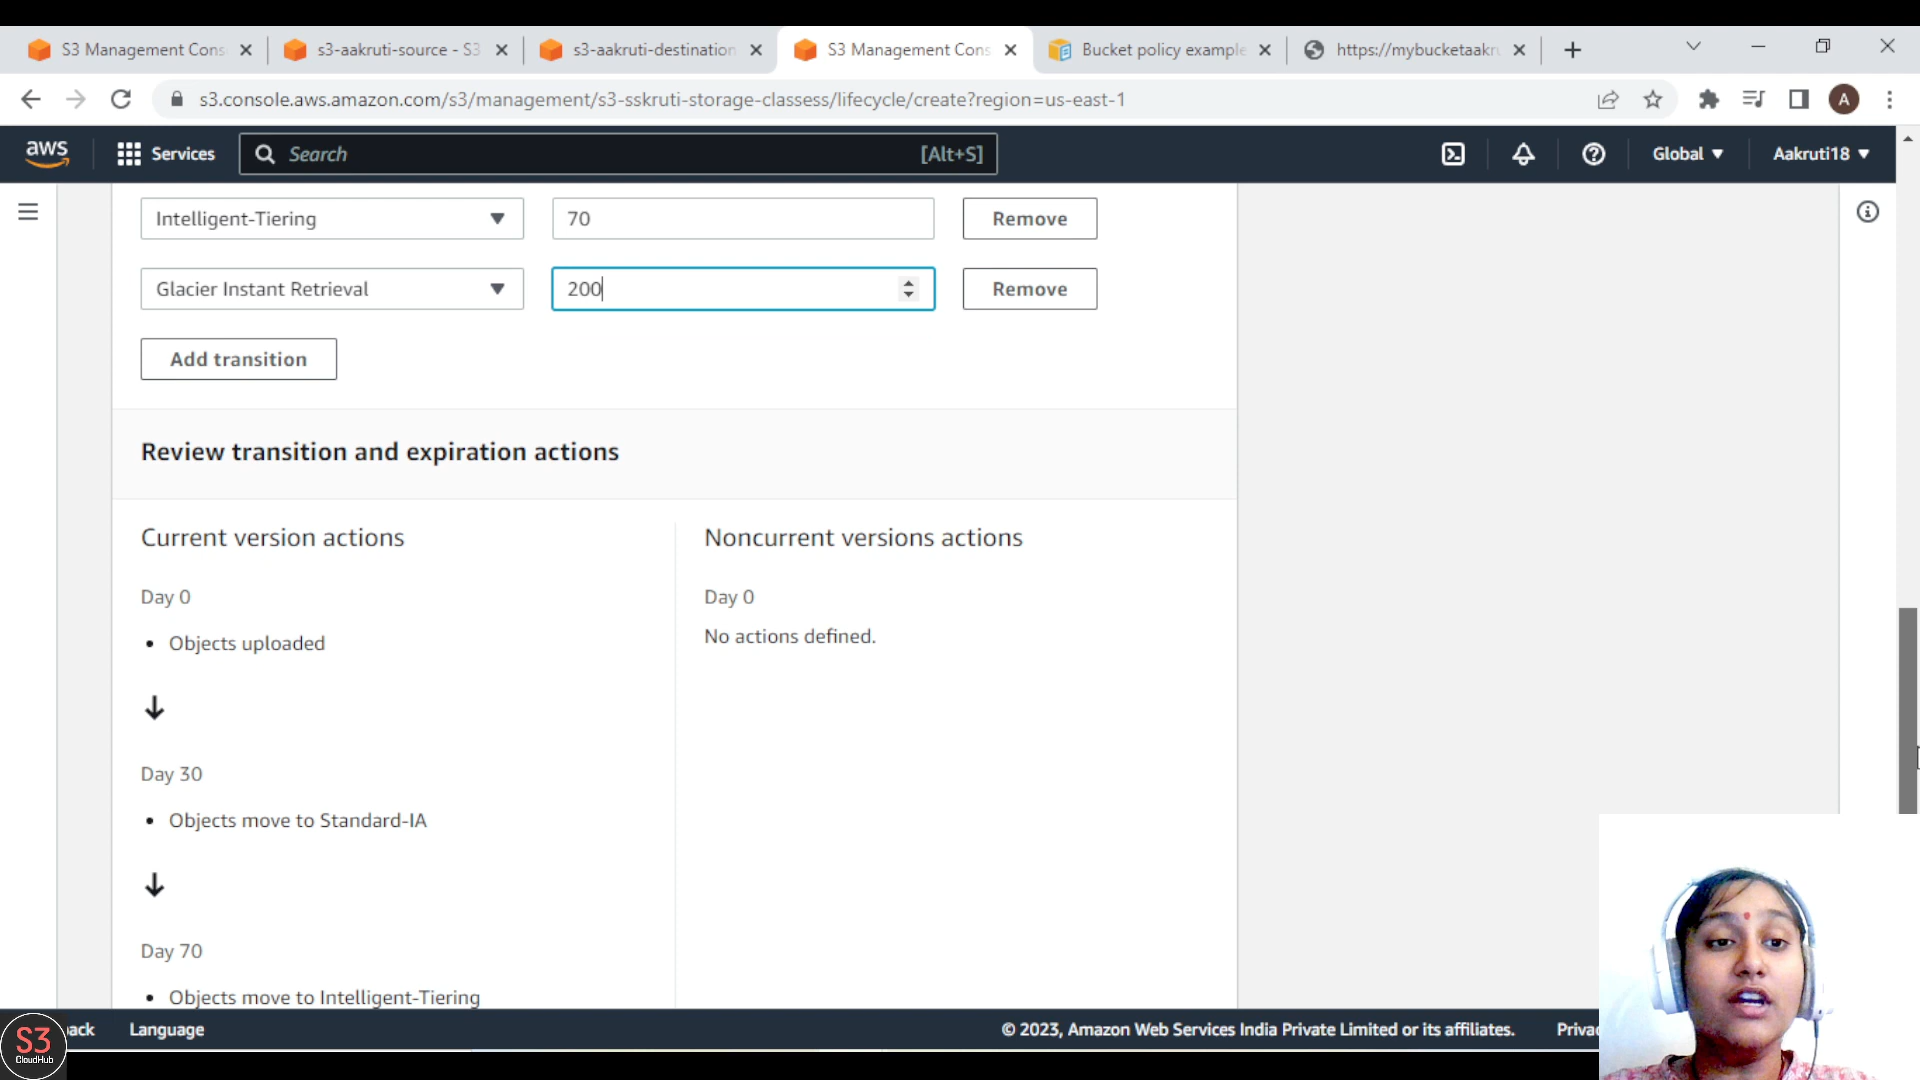 S3 Management Cons
s3-aakruti-source - S3
s3-aakruti-destination
S3 Management Cons
Bucket policy example
https://mybucketaakru
s3.console.aws.amazon.com/s3/management/s3-sskruti-storage-classess/lifecycle/create?region=us-east-1
A
aws
Services
Search
[Alt+S]
Global
Aakruti18
Intelligent-Tiering
70
Remove
Glacier Instant Retrieval
200
Remove
Add transition
Review transition and expiration actions
Current version actions
Noncurrent versions actions
Day 0
Day 0
Objects uploaded
No actions defined.
Day 30
Objects move to Standard-IA
Day 70
Objects move to Intelligent-Tiering
S3
CloudHub
back
Language
© 2023, Amazon Web Services India Private Limited or its affiliates.
Priva